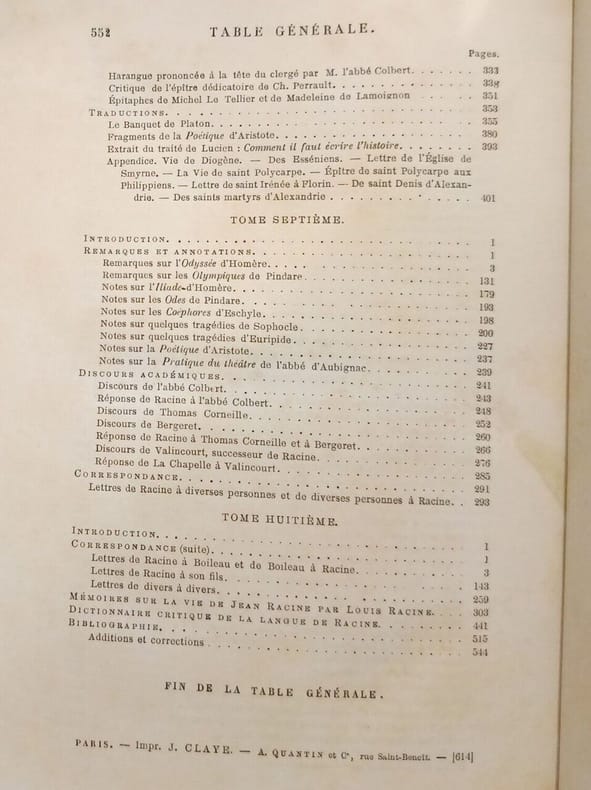 552 TABLE GÉNÉRALE.
Pages.
Harangue prononcée à la tête du clergé par M. l'abbé Colbert. . . . . . . 333
Critique de l'épître dédicatoire de Ch. Perrault. . . . . . . . . . . . . 338
Épitaphes de Michel Le Tellier et de Madeleine de Lamoignon . . . . . 351
TRADUCTIONS. . . . . . . . . . . . . . . . . . . . . . . . . . . . 353
Le Banquet de Platon. . . . . . . . . . . . . . . . . . . . . . . . 355
Fragments de la Poétique d'Aristote. . . . . . . . . . . . . . . . . . 380
Extrait du traité de Lucien : Comment il faut écrire l'histoire. . . . . . . . 393
Appendice. Vie de Diogène. — Des Esséniens. — Lettre de l'Église de
Smyrne. — La Vie de saint Polycarpe. — Épître de saint Polycarpe aux
Philippiens. — Lettre de saint Irénée à Florin. — De saint Denis d'Alexan-
drie. — Des saints martyrs d'Alexandrie . . . . . . . . . . . . . . 401
TOME SEPTIÈME.
INTRODUCTION. . . . . . . . . . . . . . . . . . . . . . . . . . . 1
REMARQUES ET ANNOTATIONS. . . . . . . . . . . . . . . . . . . . . . 1
Remarques sur l'Odyssée d'Homère. . . . . . . . . . . . . . . . . . 3
Remarques sur les Olympiques de Pindare. . . . . . . . . . . . . . . . 131
Notes sur l'Iliade d'Homère. . . . . . . . . . . . . . . . . . . . . 179
Notes sur les Odes de Pindare. . . . . . . . . . . . . . . . . . . . 193
Notes sur les Coéphores d'Eschyle. . . . . . . . . . . . . . . . . . 198
Notes sur quelques tragédies de Sophocle. . . . . . . . . . . . . . . 200
Notes sur quelques tragédies d'Euripide. . . . . . . . . . . . . . . . 227
Notes sur la Poétique d'Aristote. . . . . . . . . . . . . . . . . . . 237
Notes sur la Pratique du théâtre de l'abbé d'Aubignac. . . . . . . . . . 239
DISCOURS ACADÉMIQUES. . . . . . . . . . . . . . . . . . . . . . . . 241
Discours de l'abbé Colbert. . . . . . . . . . . . . . . . . . . . . 243
Réponse de Racine à l'abbé Colbert. . . . . . . . . . . . . . . . . . 248
Discours de Thomas Corneille. . . . . . . . . . . . . . . . . . . . 252
Discours de Bergeret. . . . . . . . . . . . . . . . . . . . . . . . 260
Réponse de Racine à Thomas Corneille et à Bergeret. . . . . . . . . . . 266
Discours de Valincourt, successeur de Racine. . . . . . . . . . . . . . 276
Réponse de La Chapelle à Valincourt. . . . . . . . . . . . . . . . . . 285
CORRESPONDANCE. . . . . . . . . . . . . . . . . . . . . . . . . . 291
Lettres de Racine à diverses personnes et de diverses personnes à Racine. . 293
TOME HUITIÈME.
INTRODUCTION. . . . . . . . . . . . . . . . . . . . . . . . . . . 1
CORRESPONDANCE (suite). . . . . . . . . . . . . . . . . . . . . . . 1
Lettres de Racine à Boileau et de Boileau à Racine. . . . . . . . . . . 3
Lettres de Racine à son fils. . . . . . . . . . . . . . . . . . . . . 143
Lettres de divers à divers. . . . . . . . . . . . . . . . . . . . . . 259
MÉMOIRES SUR LA VIE DE JEAN RACINE PAR LOUIS RACINE. . . . . 303
DICTIONNAIRE CRITIQUE DE LA LANGUE DE RACINE. . . . . . . . . 441
BIBLIOGRAPHIE. . . . . . . . . . . . . . . . . . . . . . . . . . . 515
Additions et corrections . . . . . . . . . . . . . . . . . . . . . . 544
FIN DE LA TABLE GÉNÉRALE.
PARIS. — Impr. J. CLAYE. — A. QUANTIN et Cᵉ, rue Saint-Benoît. — [614]